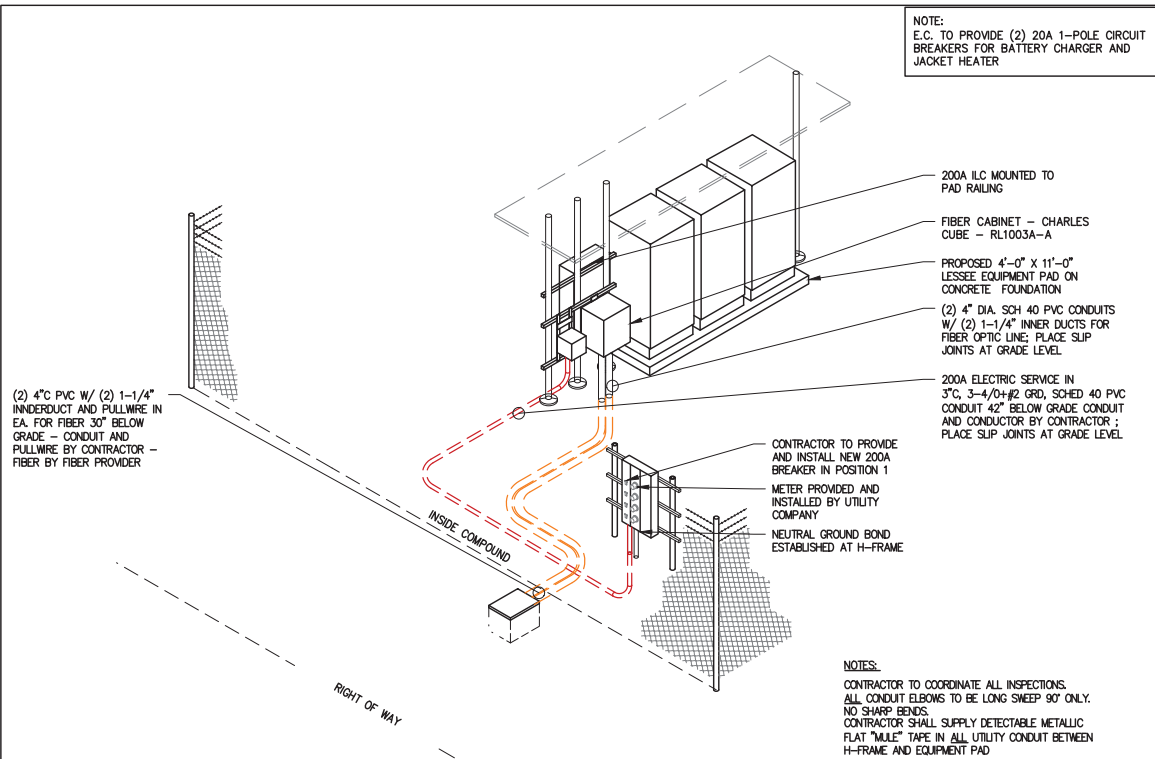 NOTE:
E.C. TO PROVIDE (2) 20A 1-POLE CIRCUIT
BREAKERS FOR BATTERY CHARGER AND
JACKET HEATER
200A ILC MOUNTED TO
PAD RAILING
FIBER CABINET - CHARLES
CUBE - RL1003A-A
PROPOSED 4'-0" X 11'-0"
LESSEE EQUIPMENT PAD ON
CONCRETE FOUNDATION
(2) 4" DIA. SCH 40 PVC CONDUITS
W/ (2) 1-1/4" INNER DUCTS FOR
FIBER OPTIC LINE; PLACE SLIP
JOINTS AT GRADE LEVEL
200A ELECTRIC SERVICE IN
3"C, 3-4/0+#2 GRD, SCHED 40 PVC
CONDUIT 42" BELOW GRADE CONDUIT
AND CONDUCTOR BY CONTRACTOR ;
PLACE SLIP JOINTS AT GRADE LEVEL
(2) 4"C PVC W/ (2) 1-1/4"
INNDERDUCT AND PULLWIRE IN
EA. FOR FIBER 30" BELOW
GRADE - CONDUIT AND
PULLWIRE BY CONTRACTOR -
FIBER BY FIBER PROVIDER
CONTRACTOR TO PROVIDE
AND INSTALL NEW 200A
BREAKER IN POSITION 1
METER PROVIDED AND
INSTALLED BY UTILITY
COMPANY
NEUTRAL GROUND BOND
ESTABLISHED AT H-FRAME
INSIDE COMPOUND
RIGHT OF WAY
NOTES:
CONTRACTOR TO COORDINATE ALL INSPECTIONS.
ALL CONDUIT ELBOWS TO BE LONG SWEEP 90° ONLY.
NO SHARP BENDS.
CONTRACTOR SHALL SUPPLY DETECTABLE METALLIC
FLAT "MULE" TAPE IN ALL UTILITY CONDUIT BETWEEN
H-FRAME AND EQUIPMENT PAD